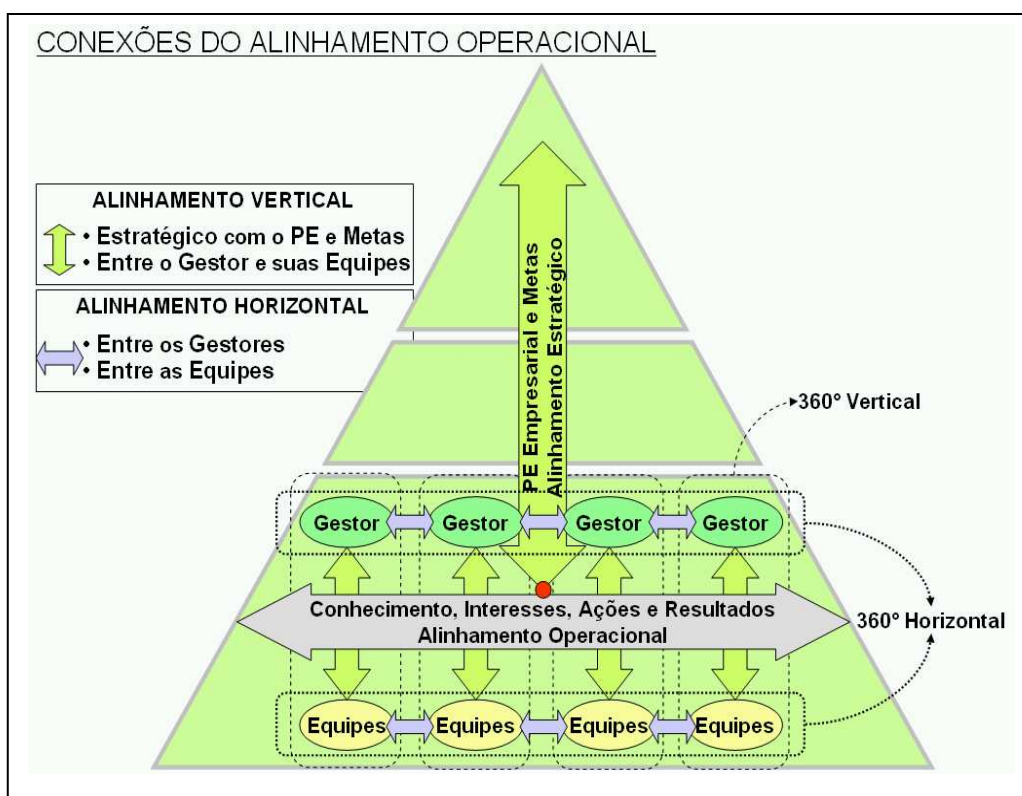 CONEXÕES DO ALINHAMENTO OPERACIONAL
ALINHAMENTO VERTICAL
• Estratégico com o PE e Metas
• Entre o Gestor e suas Equipes
ALINHAMENTO HORIZONTAL
• Entre os Gestores
• Entre as Equipes
PE Empresarial e Metas
Alinhamento Estratégico
360º Vertical
Gestor Gestor Gestor Gestor
Conhecimento, Interesses, Ações e Resultados
Alinhamento Operacional
360º Horizontal
Equipes Equipes Equipes Equipes